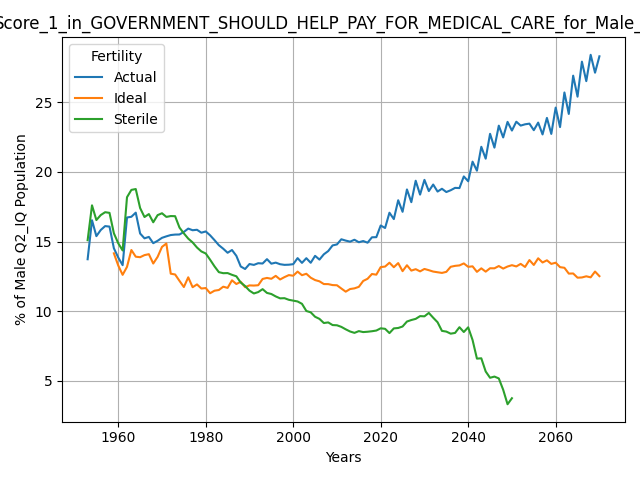 Score_1_in_GOVERNMENT_SHOULD_HELP_PAY_FOR_MEDICAL_CARE_for_Male_
Fertility
Actual
Ideal
Sterile
% of Male Q2_IQ Population
25
20
15
10
5
1960 1980 2000 2020 2040 2060
Years